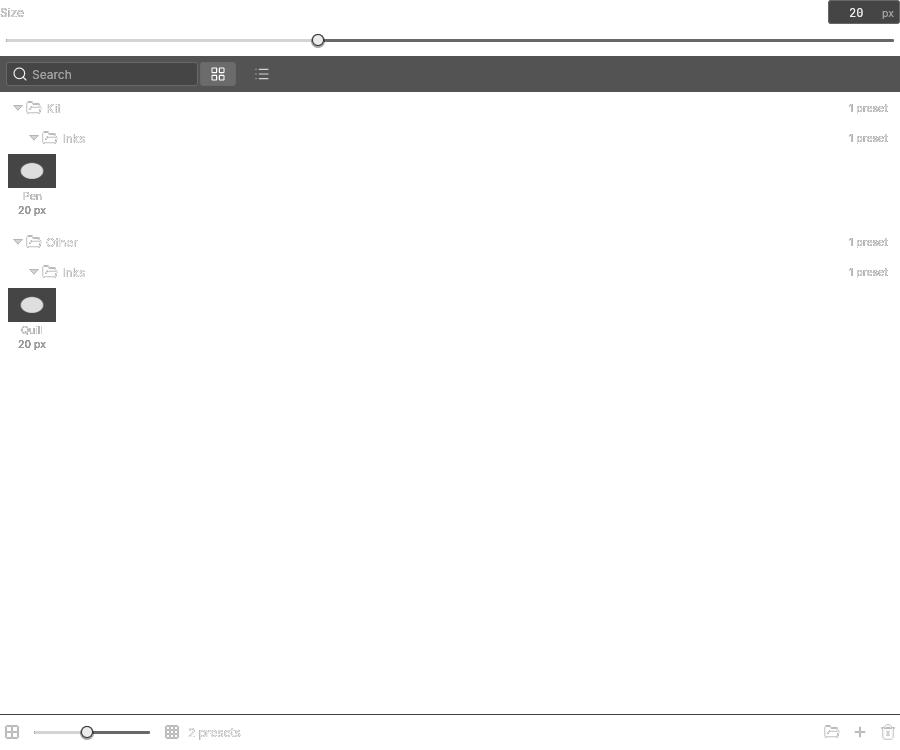 Size
20 px
Search
Kit 1 preset
Inks 1 preset
Pen
20 px
Other 1 preset
Inks 1 preset
Quill
20 px
2 presets